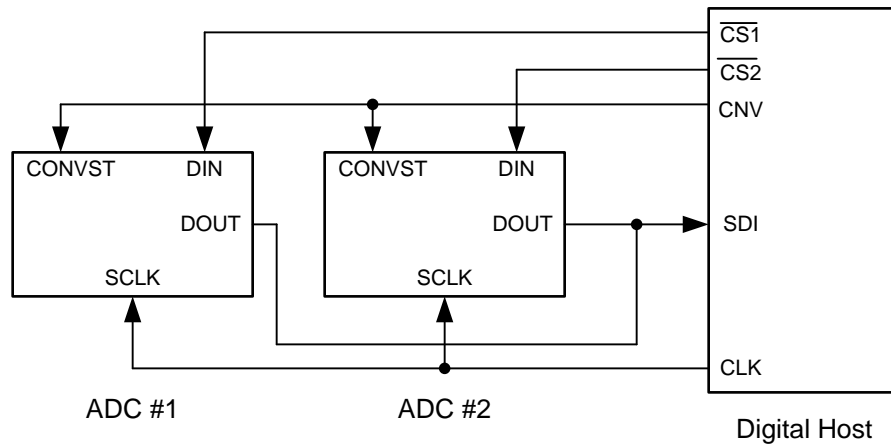 CS1
CS2
CNV
CONVST DIN
CONVST DIN
DOUT
DOUT
SDI
SCLK
SCLK
CLK
ADC #1
ADC #2
Digital Host